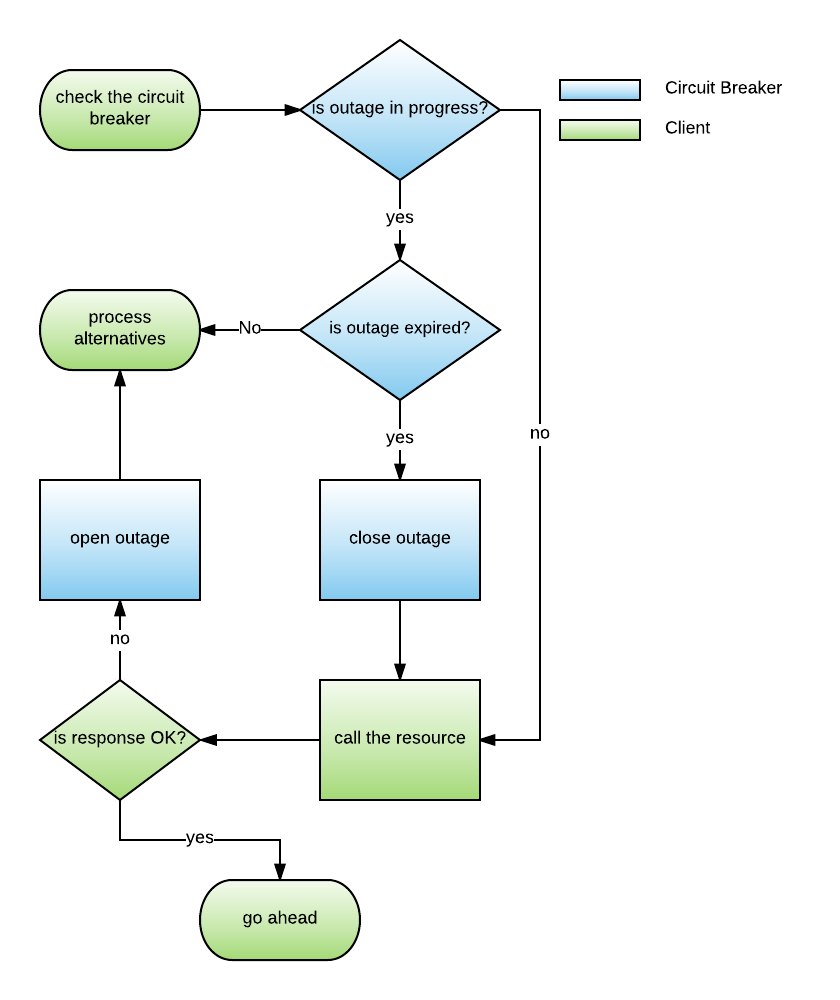 check the circuit
breaker
is outage in progress?
Circuit Breaker
Client
yes
process
alternatives
No
is outage expired?
yes
no
open outage
close outage
no
is response OK?
call the resource
yes
go ahead